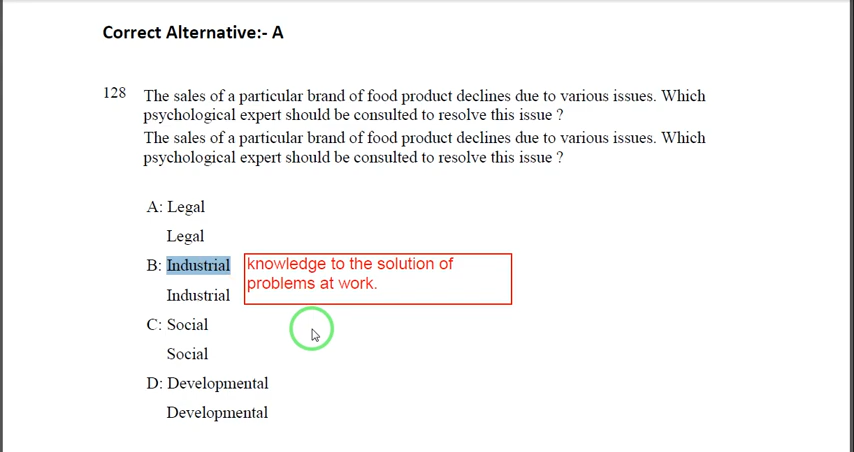 Correct Alternative:- A
128 The sales of a particular brand of food product declines due to various issues. Which
psychological expert should be consulted to resolve this issue ?
The sales of a particular brand of food product declines due to various issues. Which
psychological expert should be consulted to resolve this issue ?
A: Legal
Legal
B: Industrial
knowledge to the solution of
problems at work.
Industrial
C: Social
Social
D: Developmental
Developmental